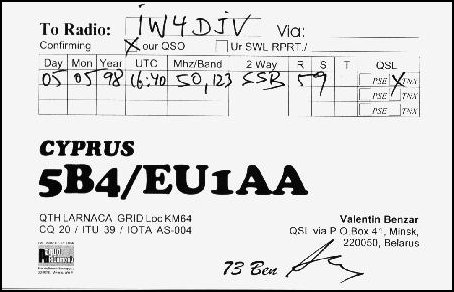 To Radio: IW4DJV Via:
Confirming X our QSO Ur SWL RPRT./
Day Mon Year UTC Mhz/Band 2 Way R S T QSL
05 05 98 16:40 50,123 SSB 5 9 PSE X TNX
PSE TNX
CYPRUS
5B4/EU1AA
QTH LARNACA GRID Loc KM64
CQ 20 / ITU 39 / IOTA AS-004
Valentin Benzar
QSL via P O Box 41, Minsk,
220050, Belarus
73 Ben